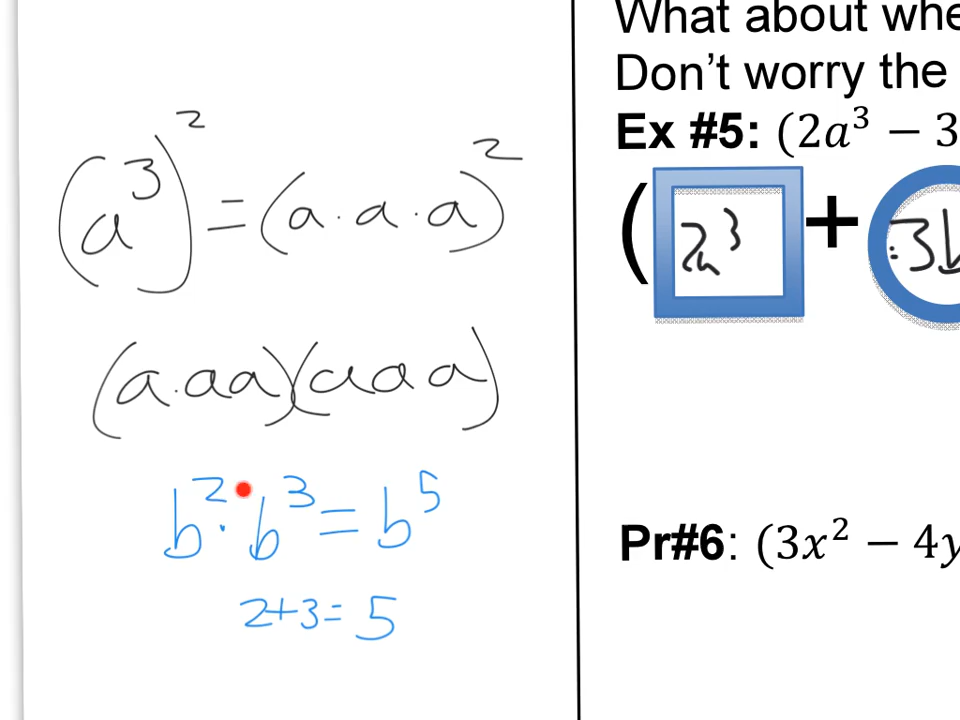 (a³)² = (a · a · a)²
(a · aa)(aaa)
b² · b³ = b⁵
2+3 = 5
What about whe
Don't worry the
Ex #5: (2𝑎³ − 3
( 2a³ + -3b
Pr#6: (3𝑥² − 4𝑦